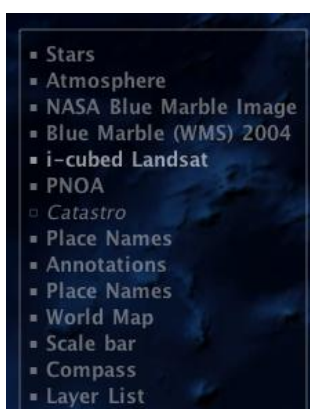 Stars
Atmosphere
NASA Blue Marble Image
Blue Marble (WMS) 2004
i-cubed Landsat
PNOA
Catastro
Place Names
Annotations
Place Names
World Map
Scale bar
Compass
Layer List